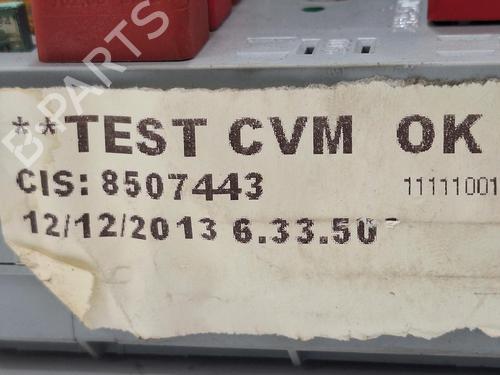 **TEST CVM OK
CIS: 8507443
11111001
12/12/2013 6.33.50
B-PARTS